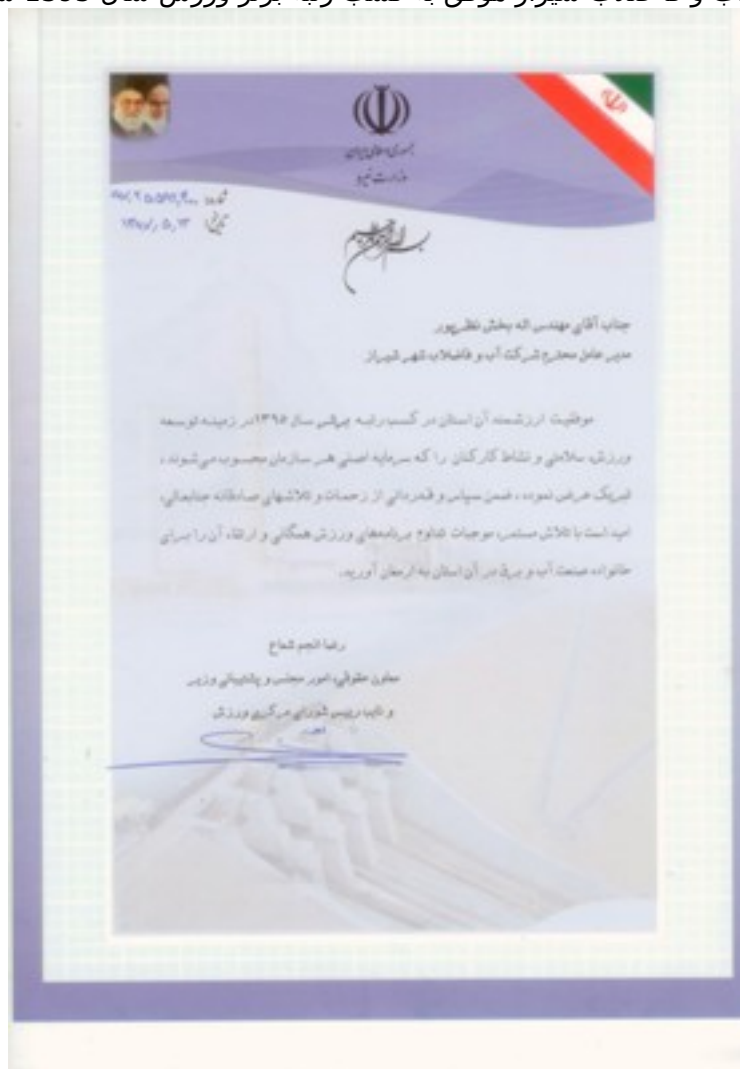 جمهوری اسلامی ایران
وزارت نیرو
شماره:
تاریخ:
بسم الله الرحمن الرحیم
جناب آقای مهندس اله بخش نظرپور
مدیر عامل محترم شرکت آب و فاضلاب شهر شیراز
موفقیت ارزشمند آن استان در کسب رتبه سال ۱۳۹۵ در زمینه توسعه
ورزش، سلامتی و نشاط کارکنان را که سرمایه اصلی هر سازمان محسوب می‌شوند،
تبریک عرض نموده، ضمن سپاس و قدردانی از زحمات و تلاشهای صادقانه جنابعالی،
امید است با تلاش مستمر، موجبات تداوم برنامه‌های ورزش همگانی و ارتقاء آن را برای
خانواده صنعت آب و برق در آن استان به ارمغان آورید.
رضا انجم شعاع
معاون حقوقی، امور مجلس و پشتیبانی وزیر
و نایب رییس شورای مرکزی ورزش